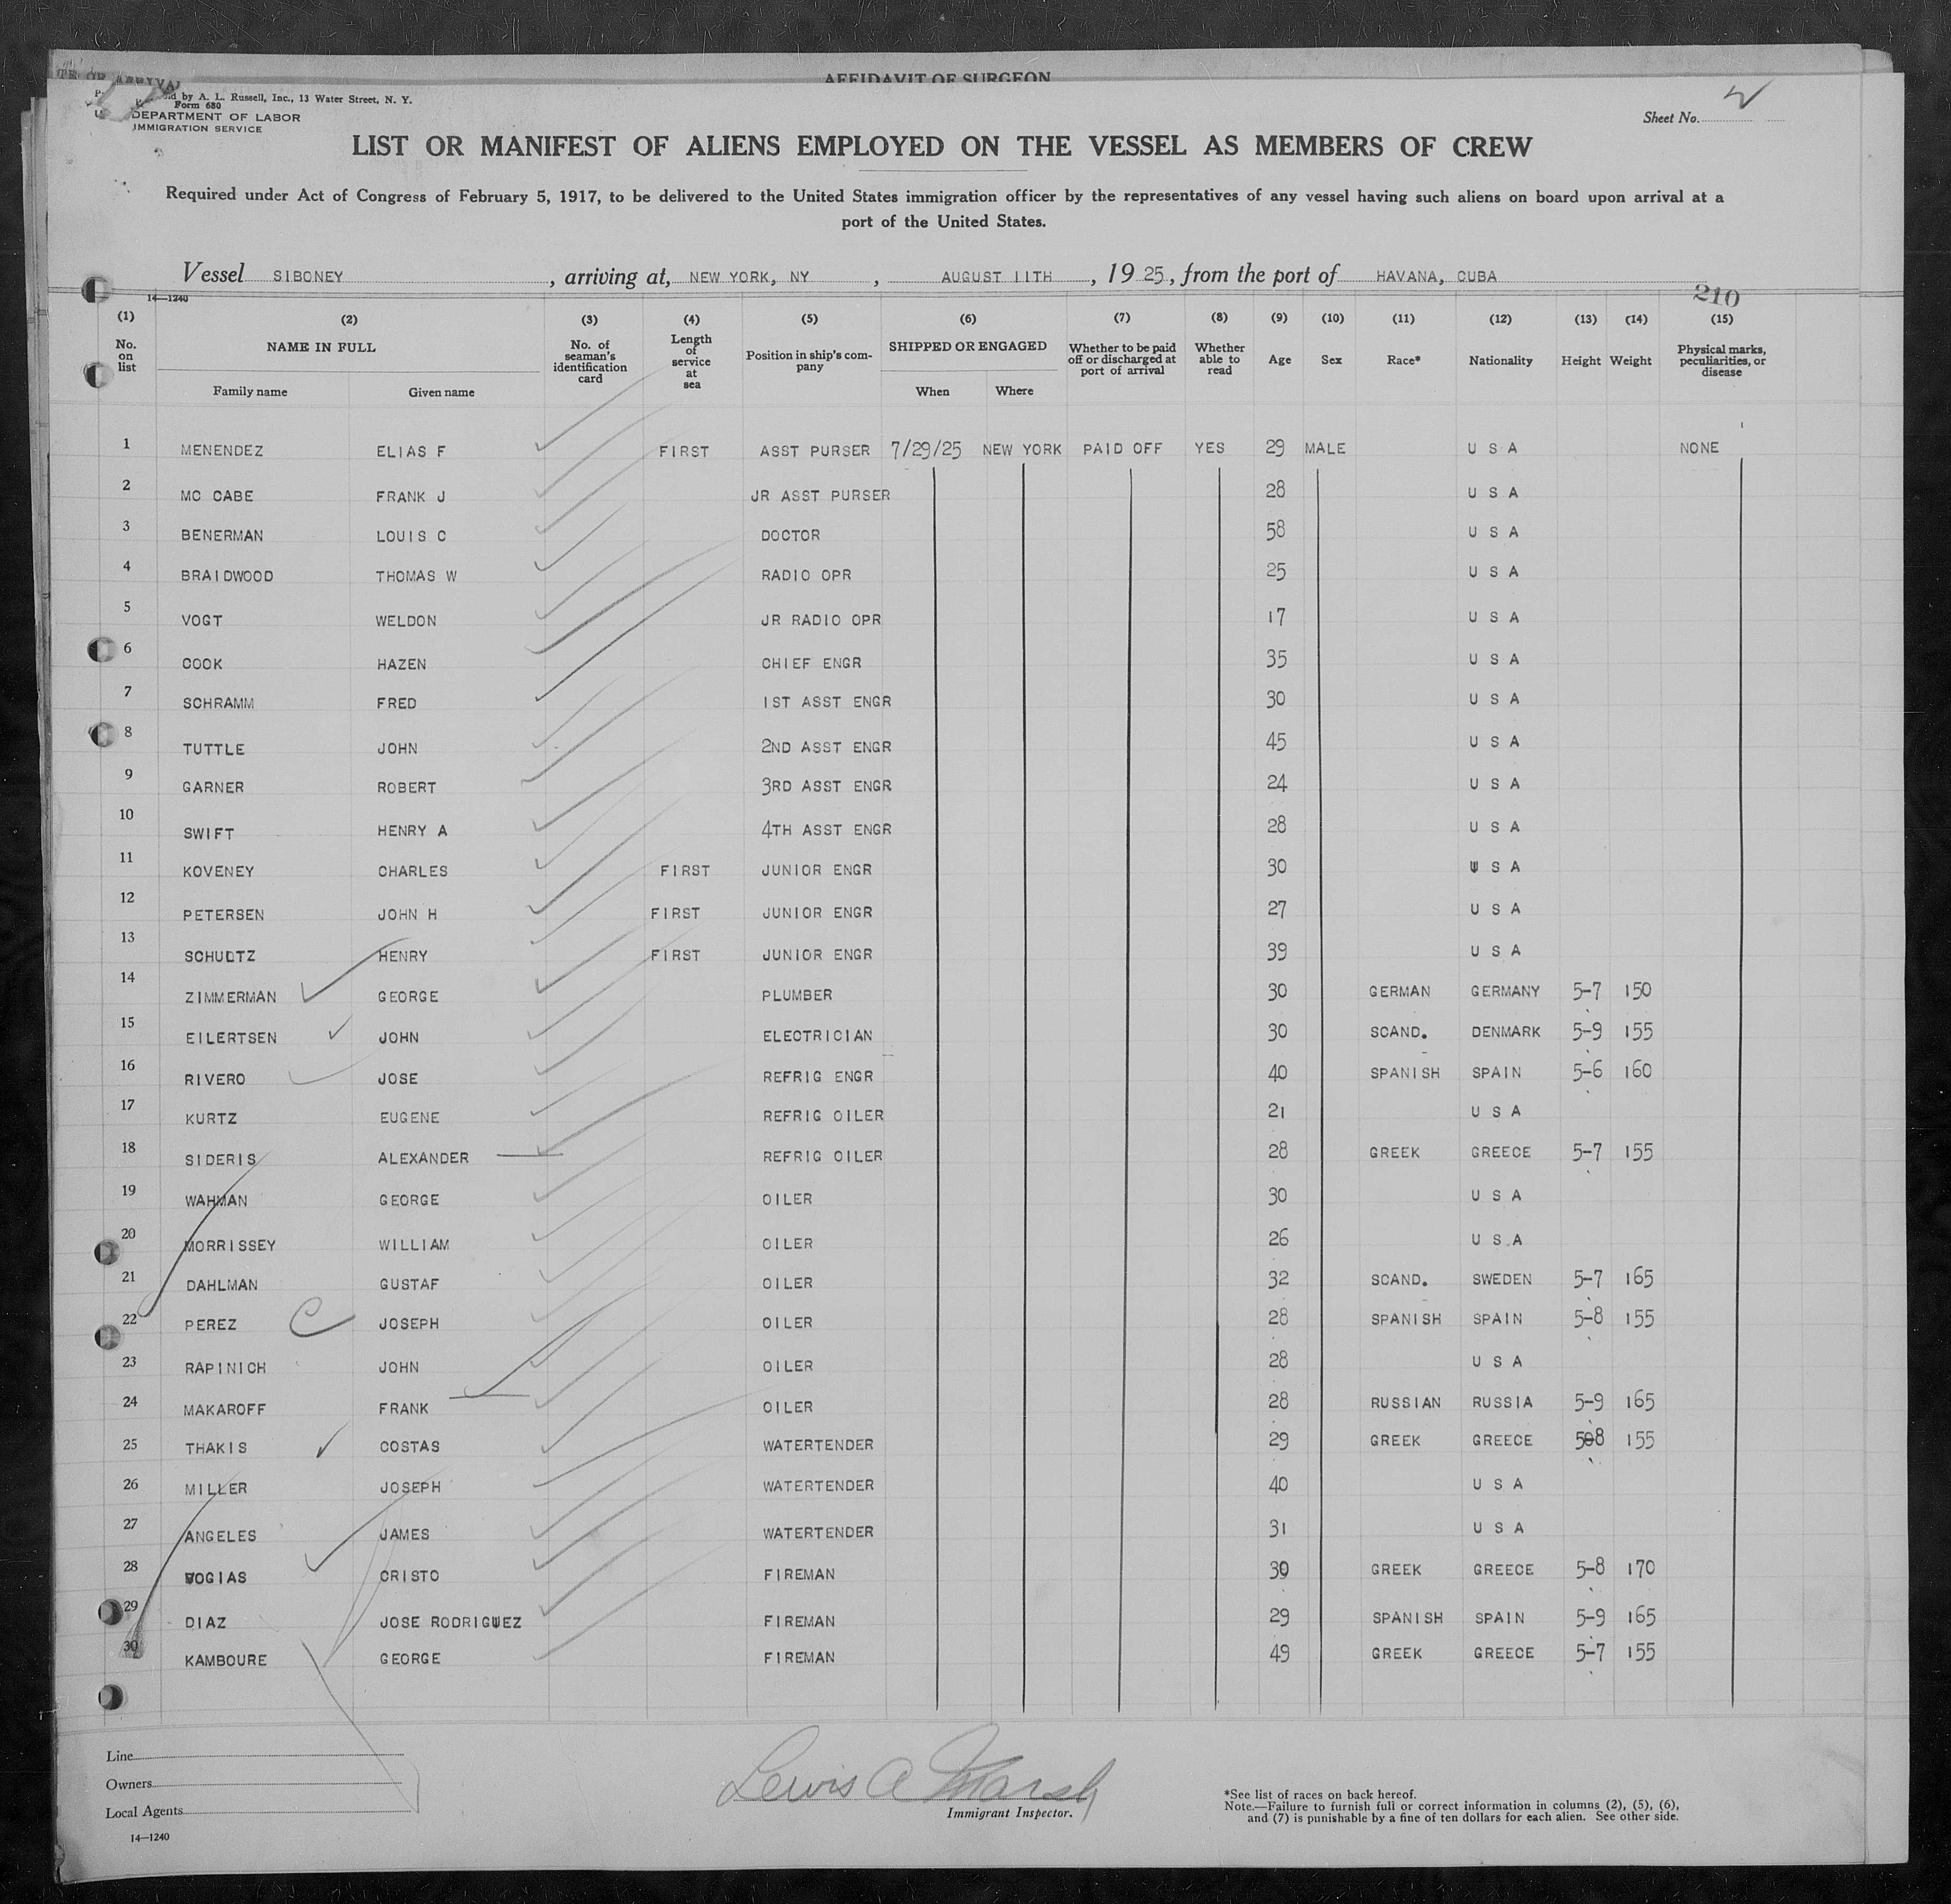 AFFIDAVIT OF SURGEON
by A. L. Russell, Inc., 13 Water Street, N. Y.
Form 680
DEPARTMENT OF LABOR
IMMIGRATION SERVICE
Sheet No.
LIST OR MANIFEST OF ALIENS EMPLOYED ON THE VESSEL AS MEMBERS OF CREW
Required under Act of Congress of February 5, 1917, to be delivered to the United States immigration officer by the representatives of any vessel having such aliens on board upon arrival at a
port of the United States.
Vessel SIBONEY, arriving at, NEW YORK, NY, AUGUST 11TH, 1925, from the port of HAVANA, CUBA
14—1240
210
(1) (2) (3) (4) (5) (6) (7) (8) (9) (10) (11) (12) (13) (14) (15)
No. on list NAME IN FULL No. of seaman's identification card Length of service at sea Position in ship's company SHIPPED OR ENGAGED Whether to be paid off or discharged at port of arrival Whether able to read Age Sex Race* Nationality Height Weight Physical marks, peculiarities, or disease
Family name Given name When Where
1 MENENDEZ ELIAS F FIRST ASST PURSER 7/29/25 NEW YORK PAID OFF YES 29 MALE U S A NONE
2 MC CABE FRANK J JR ASST PURSER 28 U S A
3 BENERMAN LOUIS C DOCTOR 58 U S A
4 BRAIDWOOD THOMAS W RADIO OPR 25 U S A
5 VOGT WELDON JR RADIO OPR 17 U S A
6 COOK HAZEN CHIEF ENGR 35 U S A
7 SCHRAMM FRED 1ST ASST ENGR 30 U S A
8 TUTTLE JOHN 2ND ASST ENGR 45 U S A
9 GARNER ROBERT 3RD ASST ENGR 24 U S A
10 SWIFT HENRY A 4TH ASST ENGR 28 U S A
11 KOVENEY CHARLES FIRST JUNIOR ENGR 30 U S A
12 PETERSEN JOHN H FIRST JUNIOR ENGR 27 U S A
13 SCHULTZ HENRY FIRST JUNIOR ENGR 39 U S A
14 ZIMMERMAN GEORGE PLUMBER 30 GERMAN GERMANY 5-7 150
15 EILERTSEN JOHN ELECTRICIAN 30 SCAND. DENMARK 5-9 155
16 RIVERO JOSE REFRIG ENGR 40 SPANISH SPAIN 5-6 160
17 KURTZ EUGENE REFRIG OILER 21 U S A
18 SIDERIS ALEXANDER REFRIG OILER 28 GREEK GREECE 5-7 155
19 WAHMAN GEORGE OILER 30 U S A
20 MORRISSEY WILLIAM OILER 26 U S A
21 DAHLMAN GUSTAF OILER 32 SCAND. SWEDEN 5-7 165
22 PEREZ C JOSEPH OILER 28 SPANISH SPAIN 5-8 155
23 RAPINICH JOHN OILER 28 U S A
24 MAKAROFF FRANK OILER 28 RUSSIAN RUSSIA 5-9 165
25 THAKIS COSTAS WATERTENDER 29 GREEK GREECE 5-8 155
26 MILLER JOSEPH WATERTENDER 40 U S A
27 ANGELES JAMES WATERTENDER 31 U S A
28 CRISTO FIREMAN 30 GREEK GREECE 5-8 170
29 DIAZ JOSE RODRIGUEZ FIREMAN 29 SPANISH SPAIN 5-9 165
30 KAMBOURE GEORGE FIREMAN 49 GREEK GREECE 5-7 155
Line
Owners
Local Agents
14—1240
Lewis A Marsh
Immigrant Inspector.
*See list of races on back hereof.
Note.—Failure to furnish full or correct information in columns (2), (5), (6),
and (7) is punishable by a fine of ten dollars for each alien. See other side.